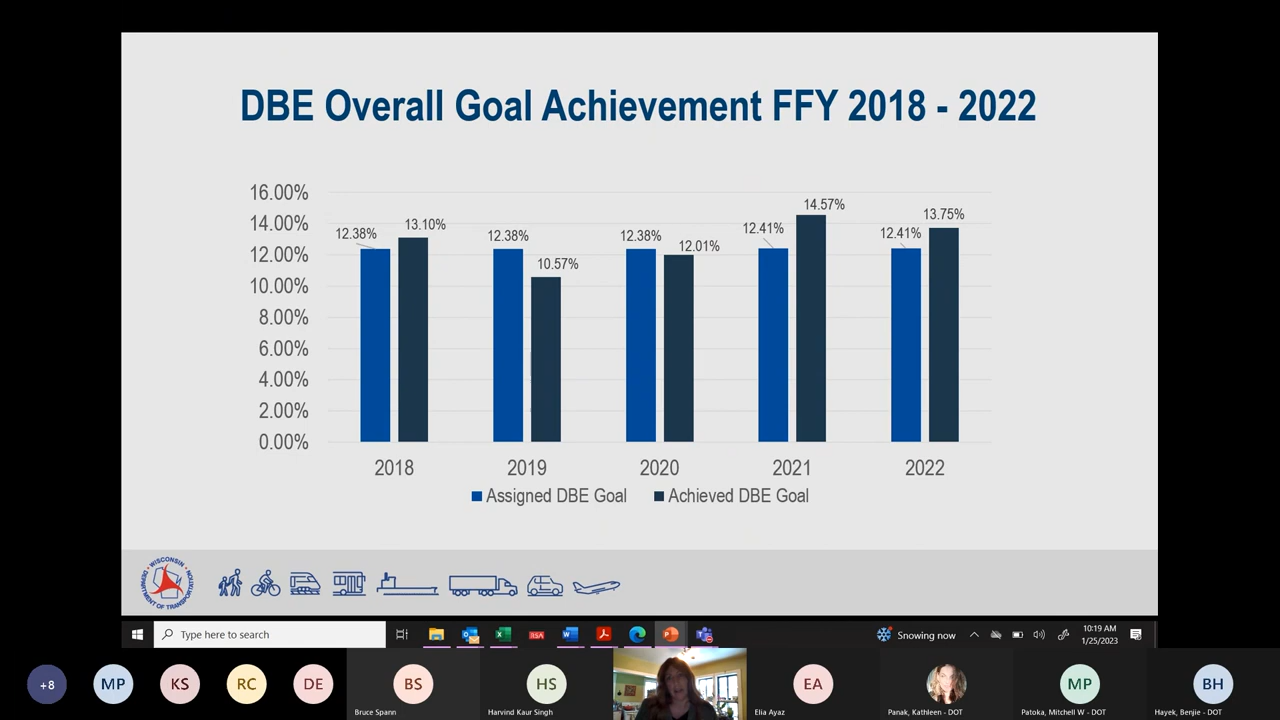 DBE Overall Goal Achievement FFY 2018 - 2022
16.00%
14.00%
12.00%
10.00%
8.00%
6.00%
4.00%
2.00%
0.00%
12.38%
13.10%
12.38%
10.57%
12.38%
12.01%
12.41%
14.57%
12.41%
13.75%
2018
2019
2020
2021
2022
Assigned DBE Goal
Achieved DBE Goal
WISCONSIN
DEPARTMENT OF TRANSPORTATION
Type here to search
Snowing now
10:19 AM
1/25/2023
+8
MP
KS
RC
DE
BS
Bruce Spann
HS
Harvind Kaur Singh
EA
Elia Ayaz
Panak, Kathleen - DOT
MP
Patoka, Mitchell W - DOT
BH
Hayek, Benjie - DOT